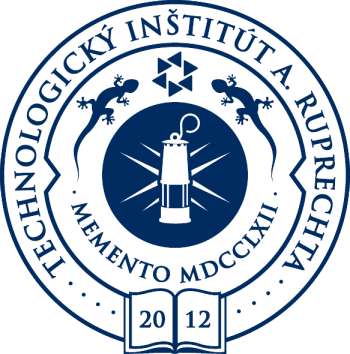 TECHNOLOGICKÝ INŠTITÚT A. RUPRECHTA
· MEMENTO MDCCLXII ·
20 12